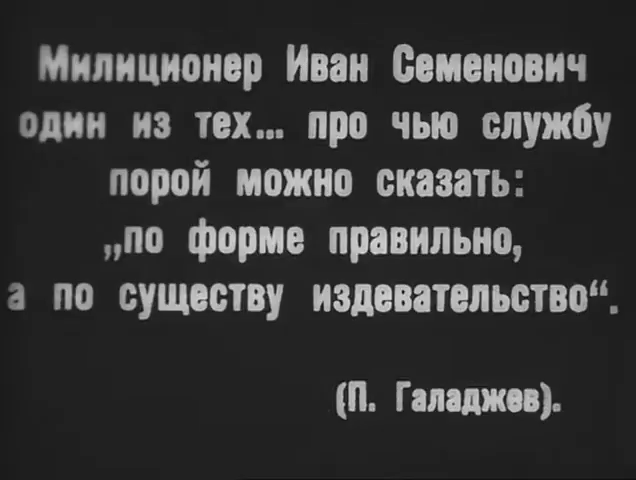 Милиционер Иван Семенович
один из тех... про чью службу
порой можно сказать:
„по форме правильно,
а по существу издевательство“.
(П. Галаджев).